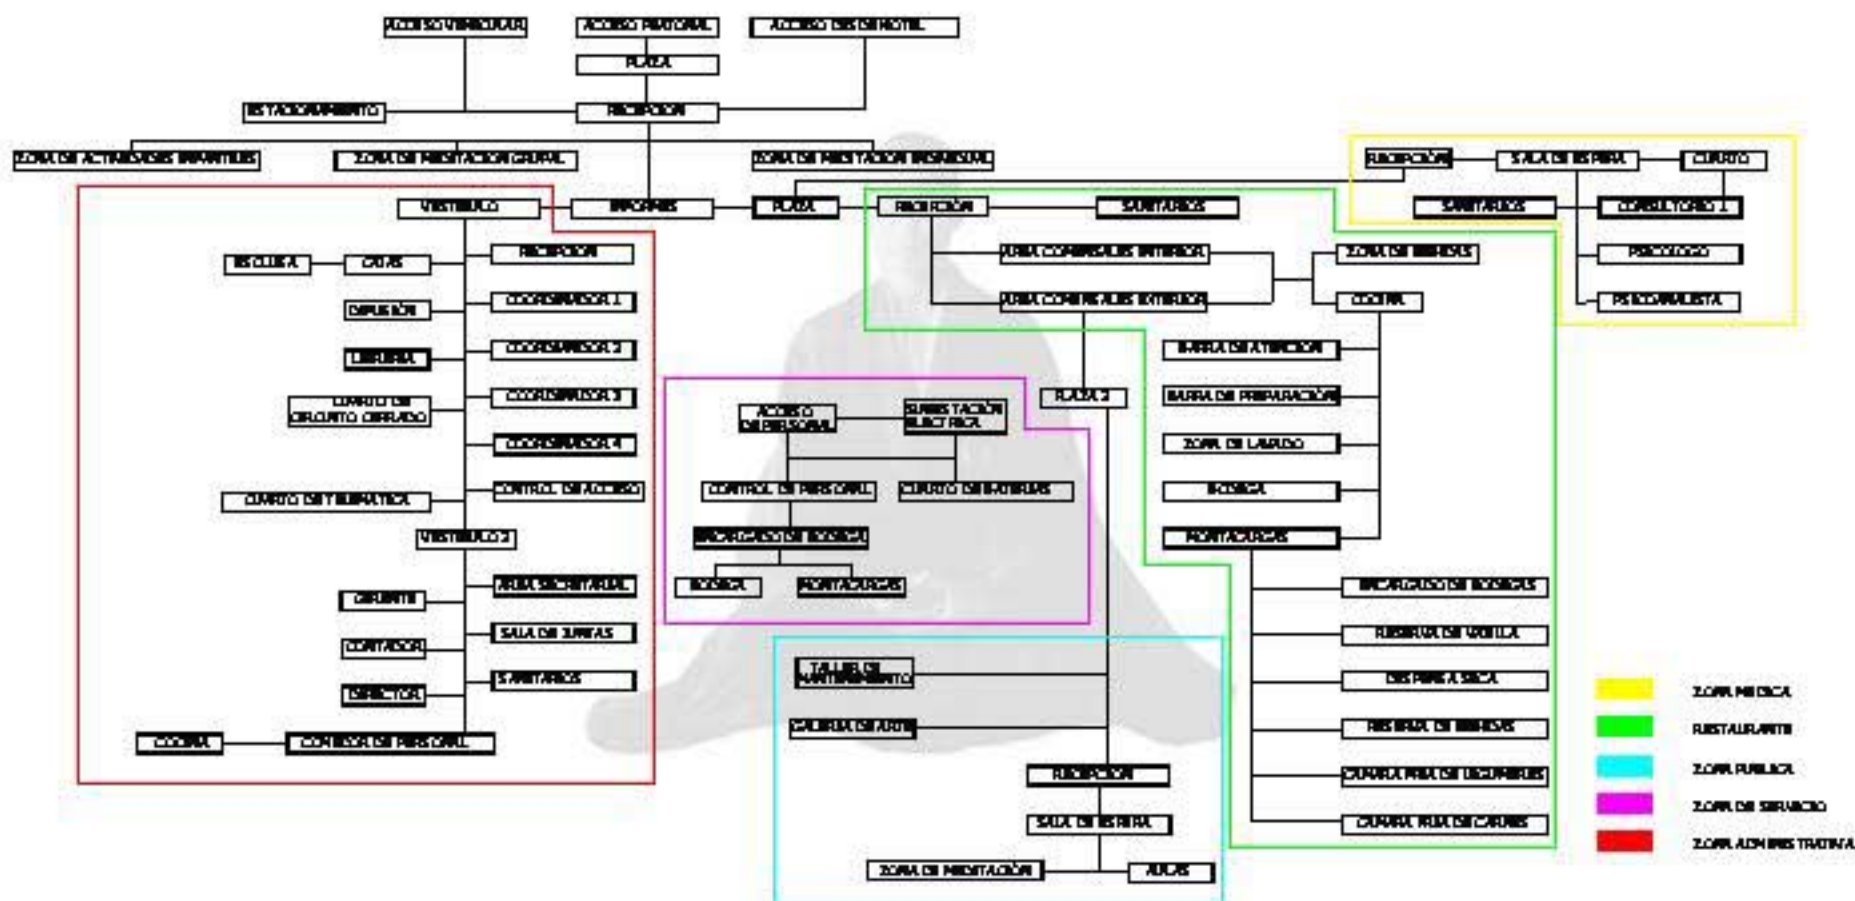 ACCESO VEHICULAR
ACCESO PEATONAL
ACCESO DESDE HOTEL
PLAZA
ESTACIONAMIENTO
RECEPCION
ZONA DE ACTIVIDADES INFANTILES
ZONA DE MEDITACION GRUPAL
ZONA DE MEDITACION INDIVIDUAL
RECEPCIÓN
SALA DE ESPERA
CUARTO
VESTIBULO
INFORMES
PLAZA
RECEPCIÓN
SANITARIOS
SANITARIOS
CONSULTORIO 1
ESCLUSA
CAJAS
RECEPCION
AREA COMENSALES INTERIOR
ZONA DE BEBIDAS
PSICOLOGO
DIFUSIÓN
COORDINADOR 1
AREA COMENSALES EXTERIOR
COCINA
PSICOANALISTA
LIBRERIA
COORDINADOR 2
BARRA DE ATENCION
CUARTO DE
CIRCUITO CERRADO
COORDINADOR 3
ACCESO
DE PERSONAL
SUBESTACIÓN
ELECTRICA
PLAZA 2
BARRA DE PREPARACIÓN
COORDINADOR 4
ZONA DE LAVADO
CUARTO DE TELEMATICA
CONTROL DE ACCESO
CONTROL DE PERSONAL
CUARTO DE BATERIAS
BODEGA
VESTIBULO 2
ENCARGADO DE BODEGA
MONTACARGAS
GERENTE
AREA SECRETARIAL
BODEGA
MONTACARGAS
ENCARGADO DE BODEGAS
CONTADOR
SALA DE JUNTAS
RESERVA DE VAJILLA
DIRECTOR
SANITARIOS
TALLER DE
MANTENIMIENTO
DESPENSA SECA
COCINA
COMEDOR DE PERSONAL
GALERIA DE ARTE
RESERVA DE BEBIDAS
RECEPCION
CAMARA FRIA DE LEGUMBRES
SALA DE ESPERA
CAMARA FRIA DE CARNES
ZONA DE MEDITACIÓN
AULAS
ZONA MEDICA
RESTAURANTE
ZONA PUBLICA
ZONA DE SERVICIO
ZONA ADMINISTRATIVA